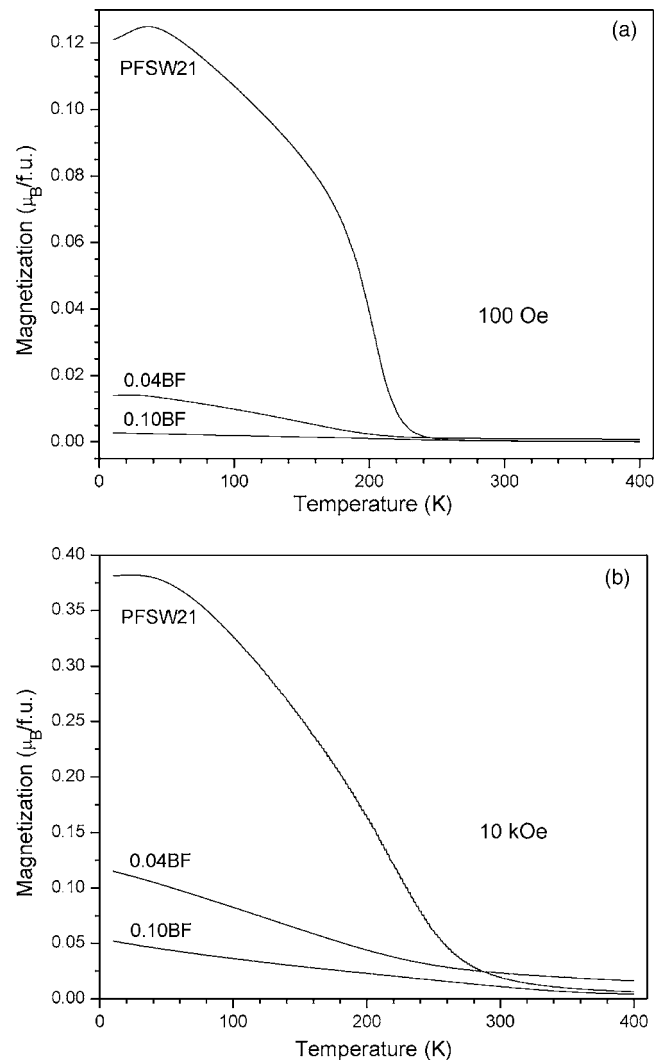 (a)
0.12
PFSW21
0.10
0.08
0.06
0.04
100 Oe
0.02
0.04BF
0.10BF
0.00
0 100 200 300 400
Temperature (K)
Magnetization (μB/f.u.)
0.40
(b)
PFSW21
0.35
0.30
0.25
0.20
0.15
10 kOe
0.04BF
0.10
0.10BF
0.05
0.00
0 100 200 300 400
Temperature (K)
Magnetization (μB/f.u.)